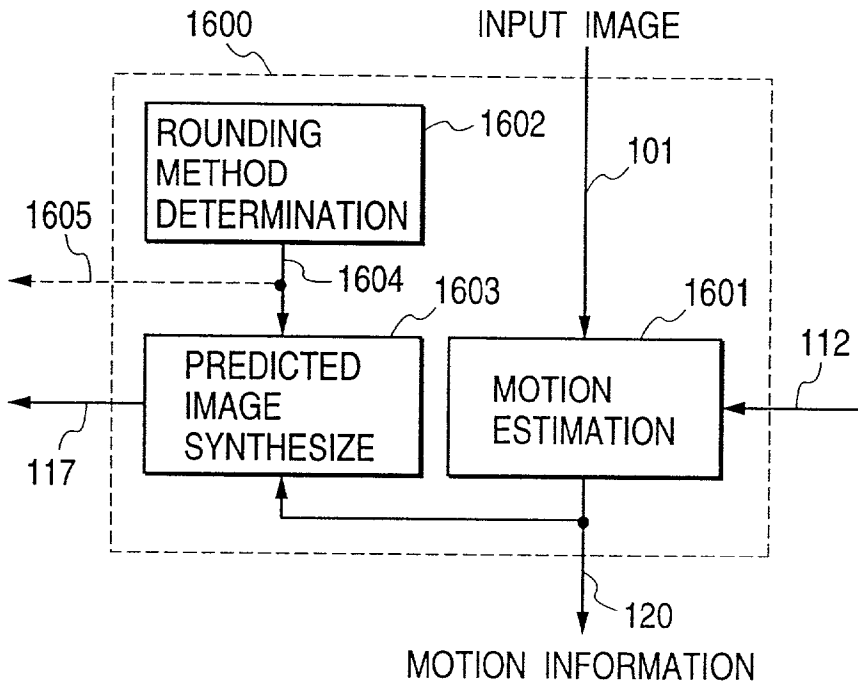 INPUT IMAGE
1600
ROUNDING
METHOD
DETERMINATION
1602
101
1605
1604
1603
1601
PREDICTED
IMAGE
SYNTHESIZE
MOTION
ESTIMATION
112
117
120
MOTION INFORMATION